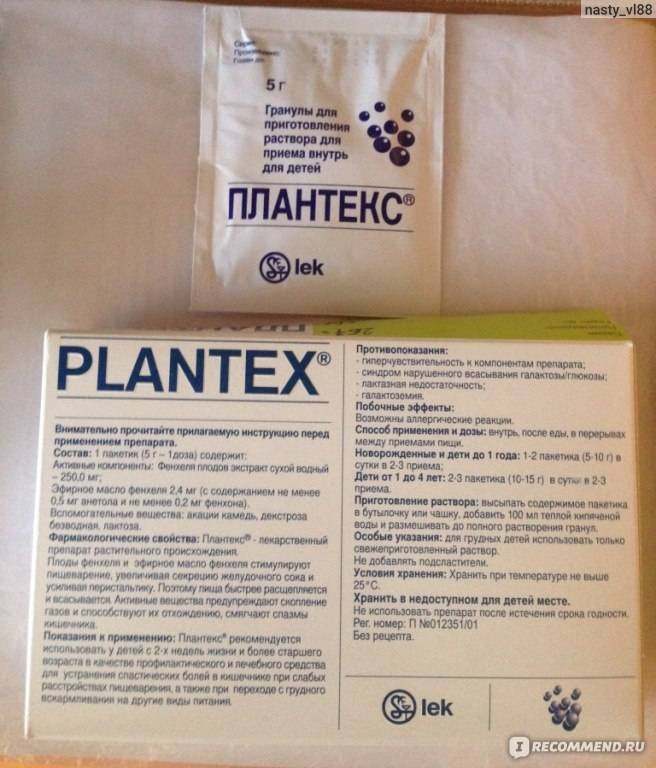 nasty_vl88
Серия:
Произведено:
Годен до:
5 г
Гранулы для
приготовления
раствора для
приема внутрь
для детей
ПЛАНТЕКС®
lek
PLANTEX®
Внимательно прочитайте прилагаемую инструкцию перед
применением препарата.
Состав: 1 пакетик (5 г – 1доза) содержит:
Активные компоненты: Фенхеля плодов экстракт сухой водный
– 250,0 мг;
Эфирное масло фенхеля 2,4 мг (с содержанием не менее
0,5 мг анетола и не менее 0,2 мг фенхона).
Вспомогательные вещества: акации камедь, декстроза
безводная, лактоза.
Фармакологические свойства: Плантекс® - лекарственный
препарат растительного происхождения.
Плоды фенхеля и эфирное масло фенхеля стимулируют
пищеварение, увеличивая секрецию желудочного сока и
усиливая перистальтику. Поэтому пища быстрее расщепляется
и всасывается. Активные вещества предупреждают скопление
газов и способствуют их отхождению, смягчают спазмы
кишечника.
Показания к применению: Плантекс® рекомендуется
использовать у детей с 2-х недель жизни и более старшего
возраста в качестве профилактического и лечебного средства
для устранения спастических болей в кишечнике при слабых
расстройствах пищеварения, а также при переходе с грудного
вскармливания на другие виды питания.
Противопоказания:
- гиперчувствительность к компонентам препарата;
- синдром нарушенного всасывания галактозы/глюкозы;
- лактазная недостаточность;
- галактоземия.
Побочные эффекты:
Возможны аллергические реакции.
Способ применения и дозы: внутрь, после еды, в перерывах
между приемами пищи.
Новорожденные и дети до 1 года: 1-2 пакетика (5-10 г) в
сутки в 2-3 приема;
Дети от 1 до 4 лет: 2-3 пакетика (10-15 г) в сутки в 2-3
приема.
Приготовление раствора: высыпать содержимое пакетика
в бутылочку или чашку, добавить 100 мл теплой кипяченой
воды и размешивать до полного растворения гранул.
Особые указания: для грудных детей использовать только
свежеприготовленный раствор.
Не добавлять подсластители.
Условия хранения: Хранить при температуре не выше
25°С.
Хранить в недоступном для детей месте.
Не использовать препарат после истечения срока годности.
Рег. номер: П №012351/01
Без рецепта.
lek
I RECOMMEND.RU